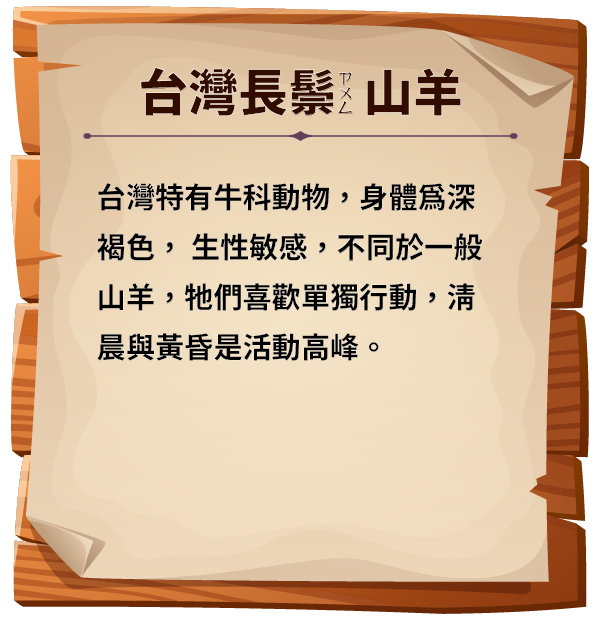 台灣長鬃ㄗㄨㄥ山羊
台灣特有牛科動物，身體爲深
褐色， 生性敏感，不同於一般
山羊，牠們喜歡單獨行動，清
晨與黃昏是活動高峰。